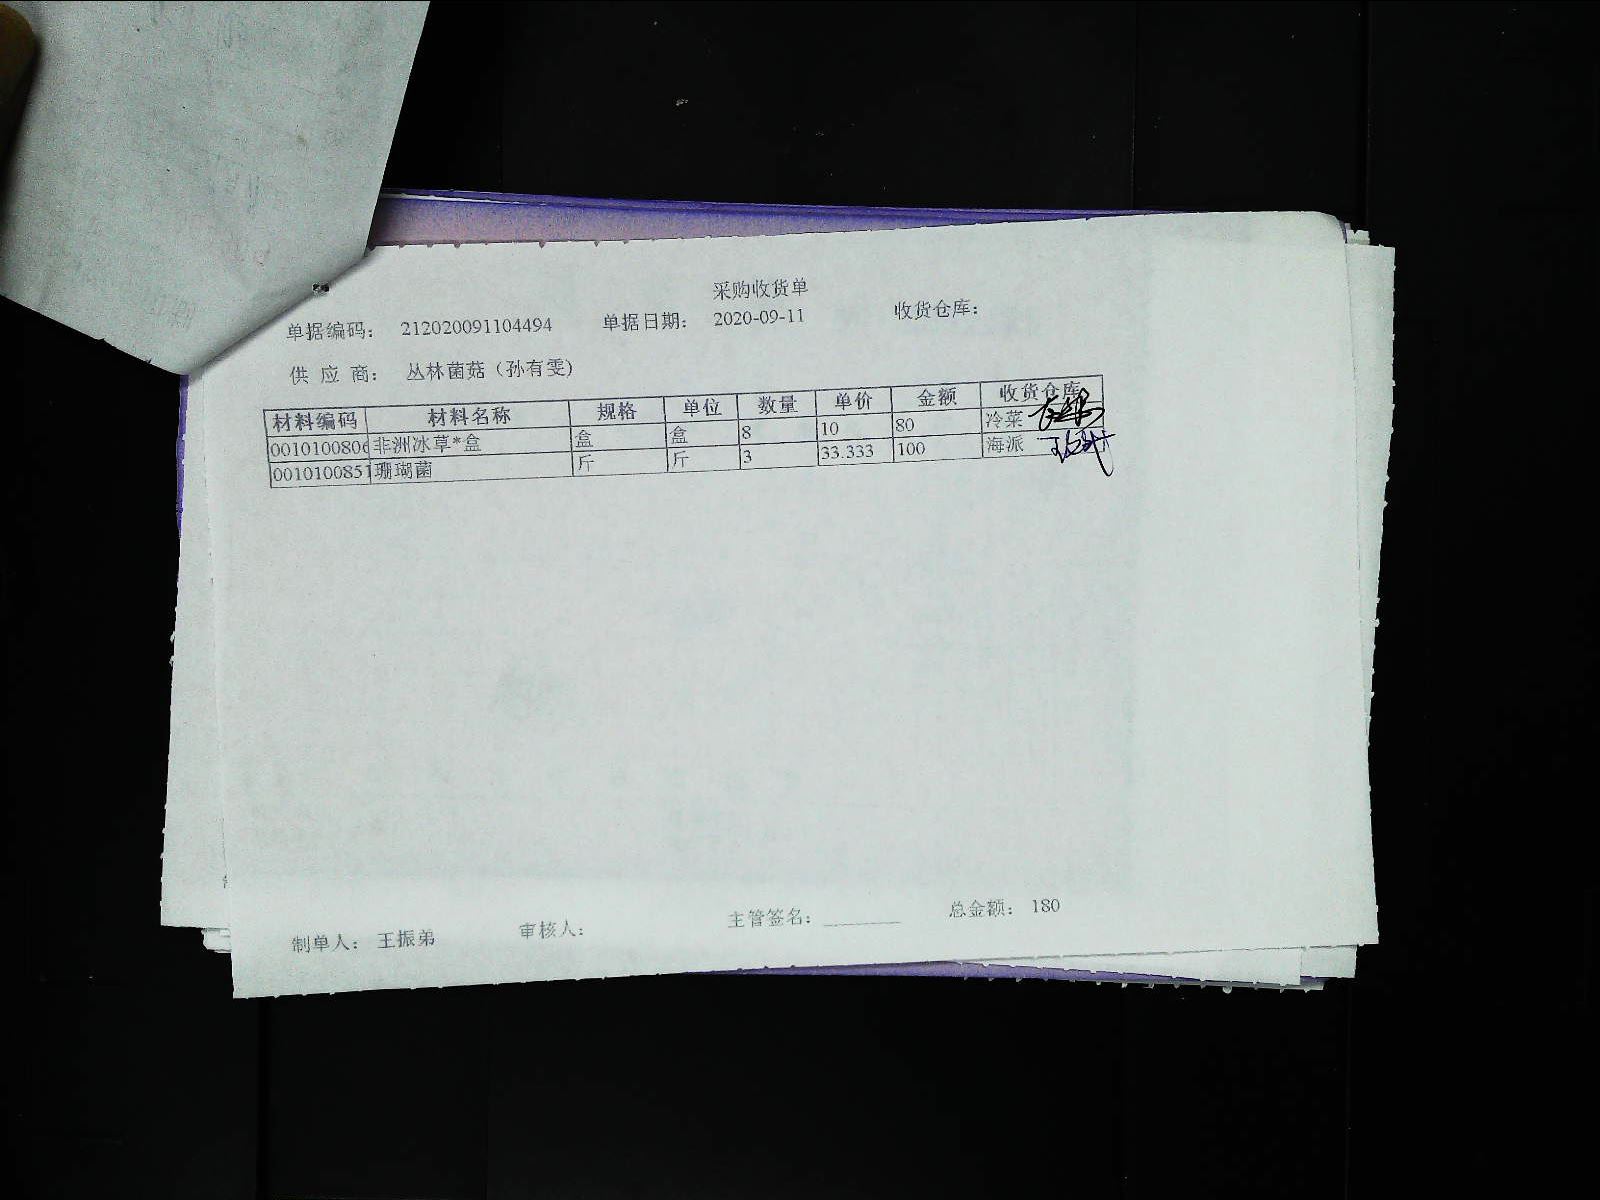 采购收货单
单据编码： 212020091104494 单据日期： 2020-09-11 收货仓库：
供 应 商： 丛林菌菇（孙有雯）
材料编码 材料名称 规格 单位 数量 单价 金额 收货仓库
0010100806 非洲冰草*盒 盒 盒 8 10 80 冷菜
0010100851 珊瑚菌 斤 斤 3 33.333 100 海派
制单人： 王振弟 审核人： 主管签名： 总金额： 180